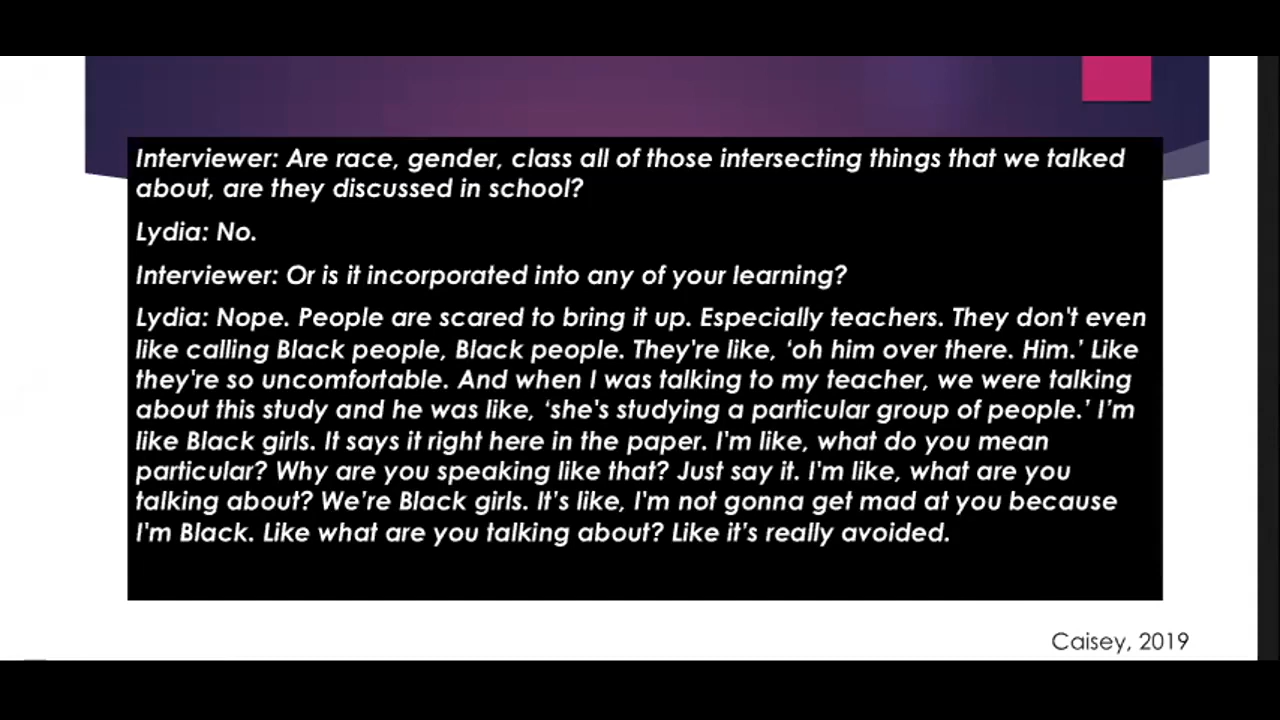 Interviewer: Are race, gender, class all of those intersecting things that we talked
about, are they discussed in school?
Lydia: No.
Interviewer: Or is it incorporated into any of your learning?
Lydia: Nope. People are scared to bring it up. Especially teachers. They don't even
like calling Black people, Black people. They're like, ‘oh him over there. Him.’ Like
they're so uncomfortable. And when I was talking to my teacher, we were talking
about this study and he was like, ‘she's studying a particular group of people.’ I’m
like Black girls. It says it right here in the paper. I'm like, what do you mean
particular? Why are you speaking like that? Just say it. I'm like, what are you
talking about? We’re Black girls. It’s like, I'm not gonna get mad at you because
I'm Black. Like what are you talking about? Like it’s really avoided.
Caisey, 2019